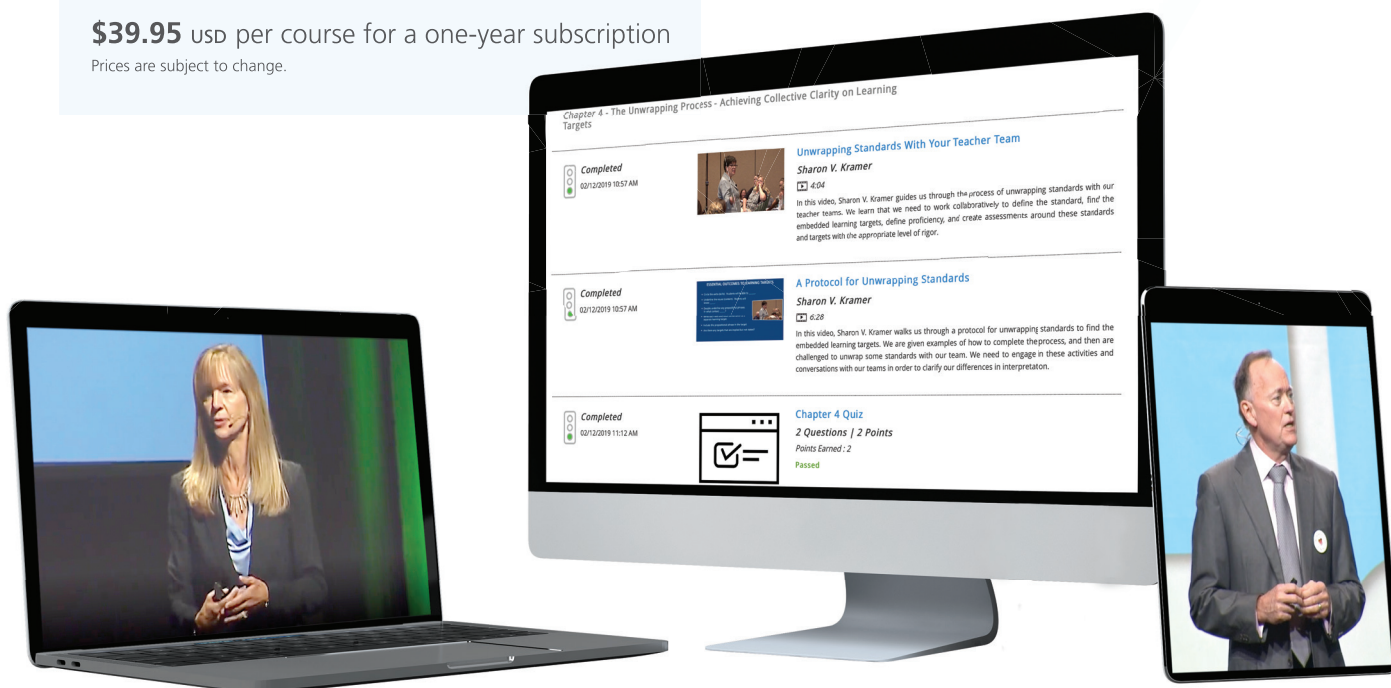 $39.95 USD per course for a one-year subscription
Prices are subject to change.
Chapter 4 - The Unwrapping Process - Achieving Collective Clarity on Learning
Targets
Completed
02/12/2019 10:57 AM
Unwrapping Standards With Your Teacher Team
Sharon V. Kramer
4:04
In this video, Sharon V. Kramer guides us through the process of unwrapping standards with our
teacher teams. We learn that we need to work collaboratively to define the standard, find the
embedded learning targets, define proficiency, and create assessments around these standards
and targets with the appropriate level of rigor.
Completed
02/12/2019 10:57 AM
A Protocol for Unwrapping Standards
Sharon V. Kramer
6:28
In this video, Sharon V. Kramer walks us through a protocol for unwrapping standards to find the
embedded learning targets. We are given examples of how to complete the process, and then are
challenged to unwrap some standards with our team. We need to engage in these activities and
conversations with our teams in order to clarify our differences in interpretaton.
Completed
02/12/2019 11:12 AM
Chapter 4 Quiz
2 Questions | 2 Points
Points Earned : 2
Passed